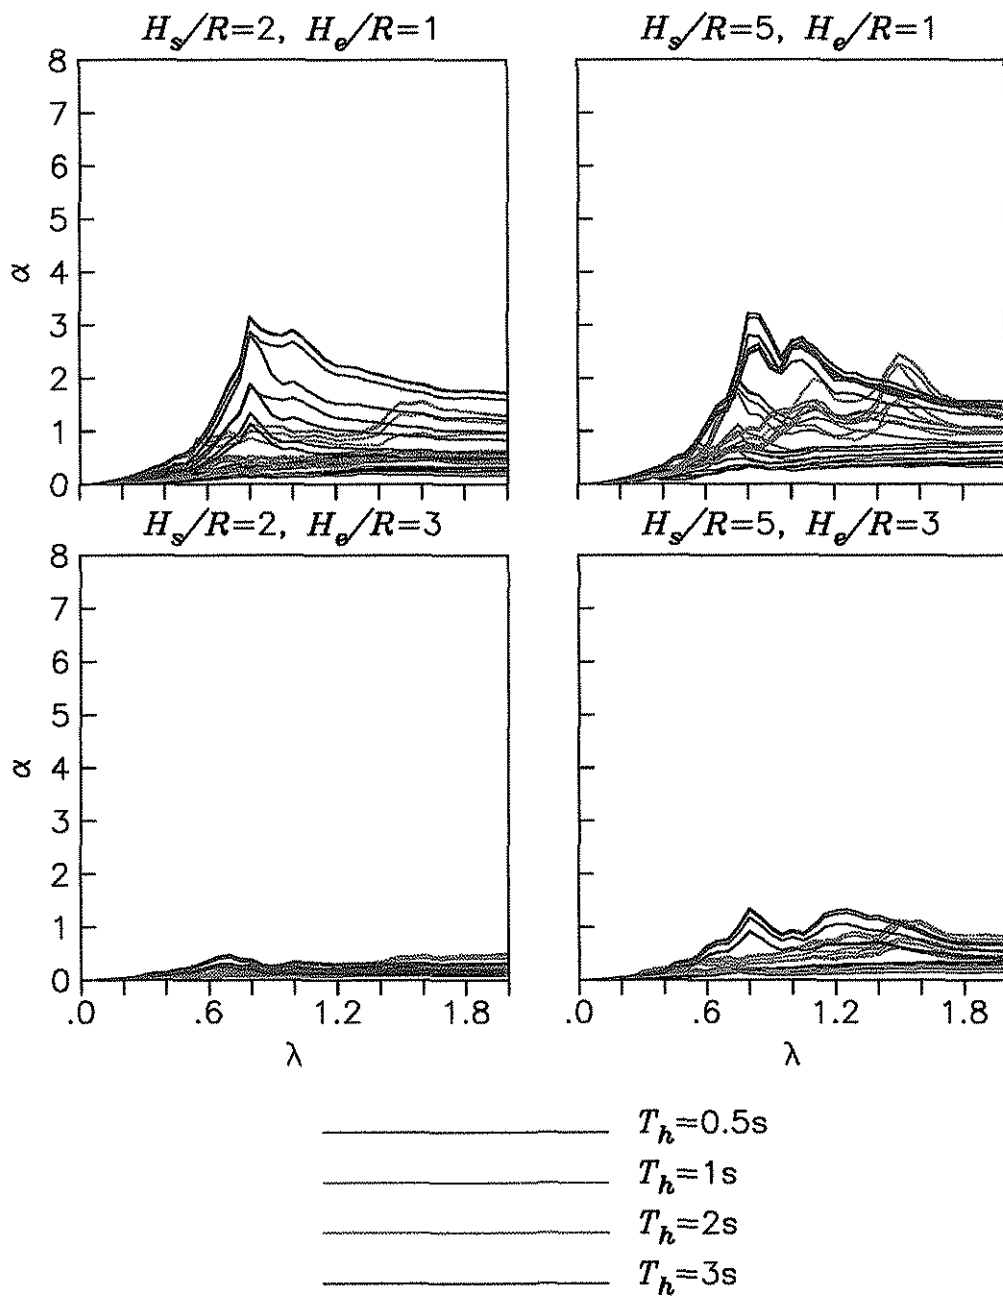 H_s/R=2, H_e/R=1
H_s/R=5, H_e/R=1
8
7
6
5
α
4
3
2
1
0
H_s/R=2, H_e/R=3
H_s/R=5, H_e/R=3
8
7
6
5
α
4
3
2
1
0
.0 .6 1.2 1.8
.0 .6 1.2 1.8
λ
λ
T_h=0.5s
T_h=1s
T_h=2s
T_h=3s